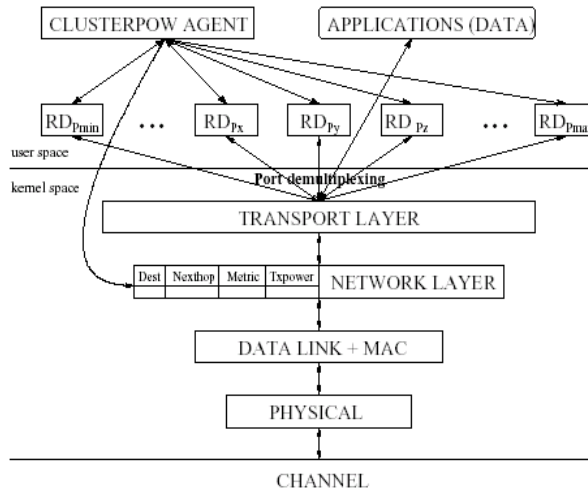 CLUSTERPOW AGENT APPLICATIONS (DATA)
RDPmin ... RDPx RDPy RDPz ... RDPma
user space
kernel space
Port demultiplexing
TRANSPORT LAYER
Dest Nexthop Metric Txpower NETWORK LAYER
DATA LINK + MAC
PHYSICAL
CHANNEL